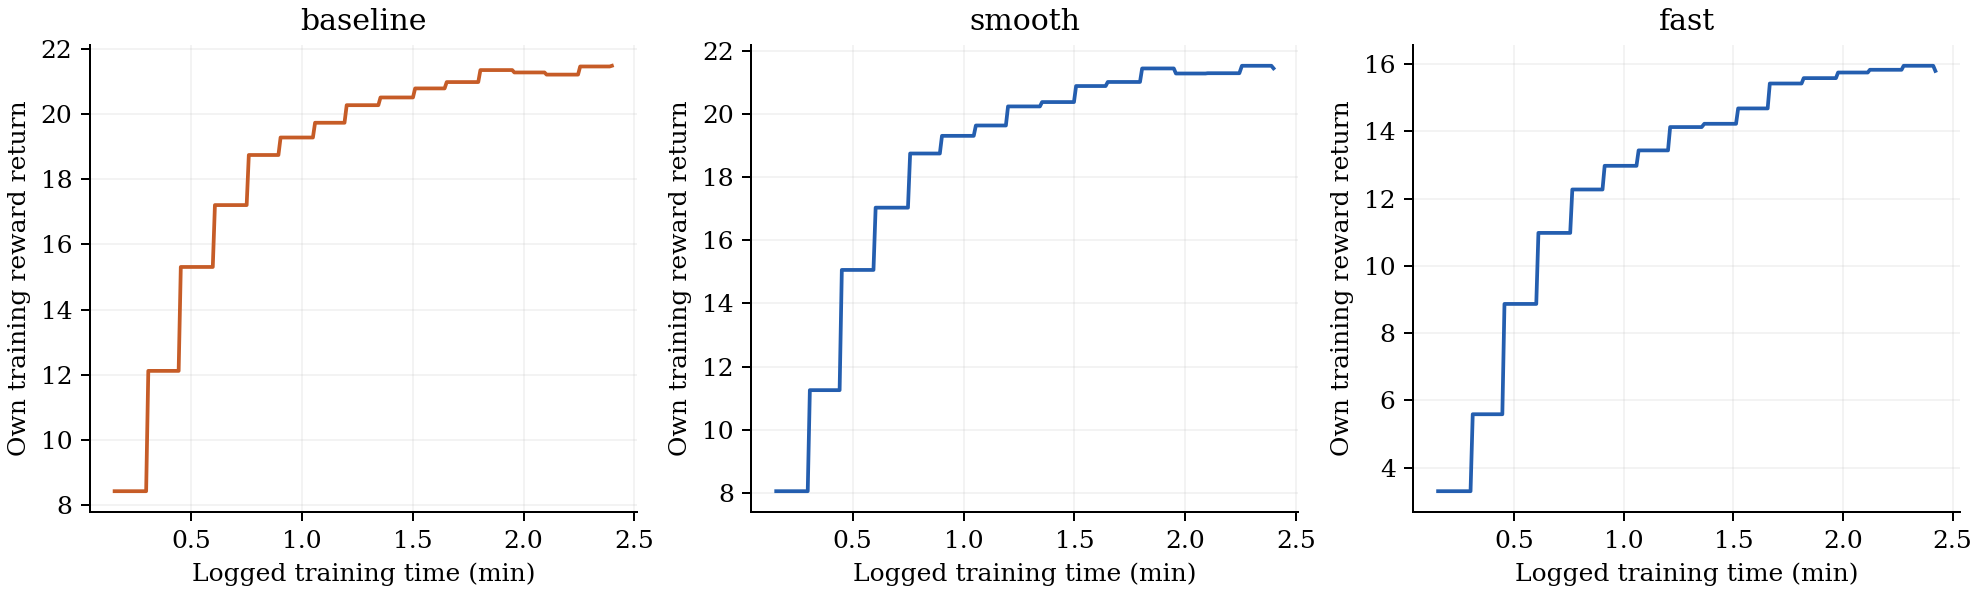 baseline
Own training reward return
22
20
18
16
14
12
10
8
0.5 1.0 1.5 2.0 2.5
Logged training time (min)
smooth
Own training reward return
22
20
18
16
14
12
10
8
0.5 1.0 1.5 2.0 2.5
Logged training time (min)
fast
Own training reward return
16
14
12
10
8
6
4
0.5 1.0 1.5 2.0 2.5
Logged training time (min)